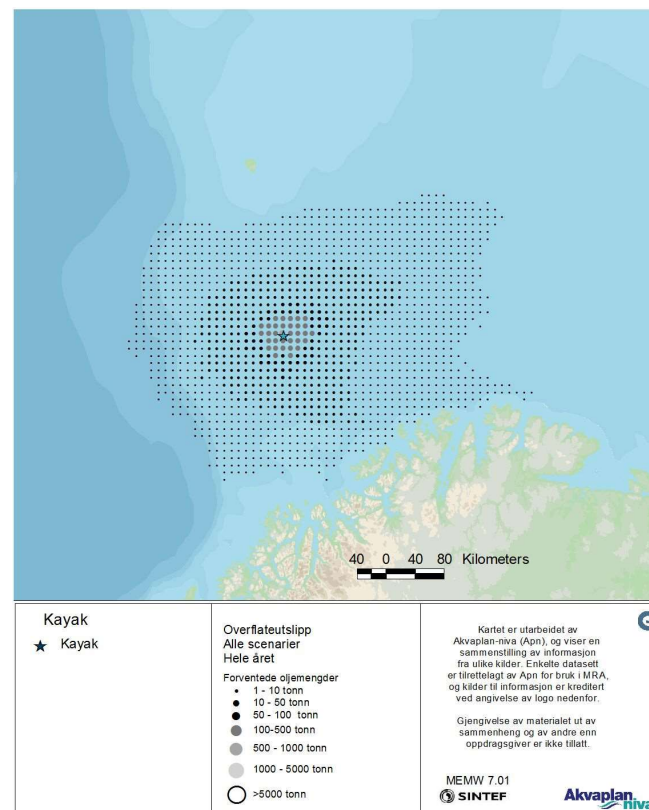 40 0 40 80 Kilometers
Kayak
Kayak
Overflateutslipp
Alle scenarier
Hele året
Forventede oljemengder
1 - 10 tonn
10 - 50 tonn
50 - 100 tonn
100-500 tonn
500 - 1000 tonn
1000 - 5000 tonn
>5000 tonn
Kartet er utarbeidet av
Akvaplan-niva (Apn), og viser en
sammenstilling av informasjon
fra ulike kilder. Enkelte datasett
er tilrettelagt av Apn for bruk i MRA,
og kilder til informasjon er kreditert
ved angivelse av logo nedenfor.
Gjengivelse av materialet ut av
sammenheng og av andre enn
oppdragsgiver er ikke tillatt.
MEMW 7.01
SINTEF
Akvaplan
niva